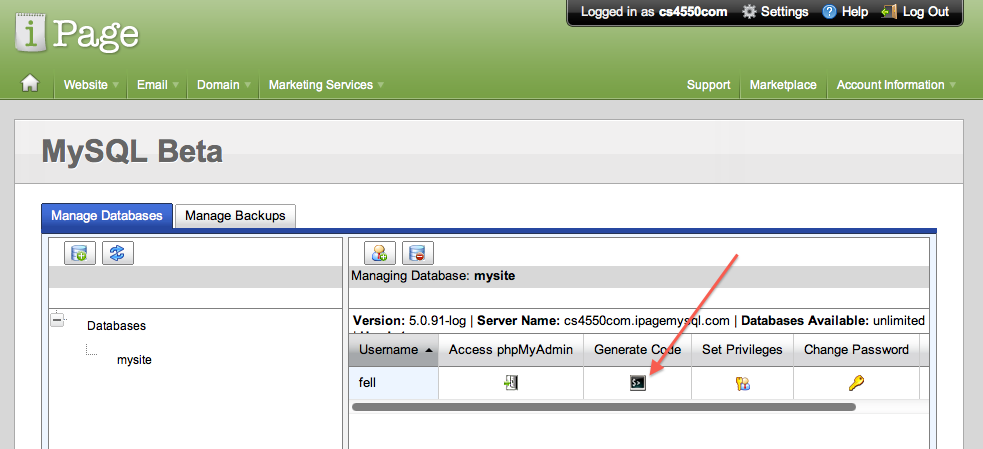 Logged in as cs4550com Settings Help Log Out
i Page
Website Email Domain Marketing Services Support Marketplace Account Information
MySQL Beta
Manage Databases Manage Backups
Managing Database: mysite
Version: 5.0.91-log | Server Name: cs4550com.ipagemysql.com | Databases Available: unlimited
Databases
mysite
Username Access phpMyAdmin Generate Code Set Privileges Change Password
fell